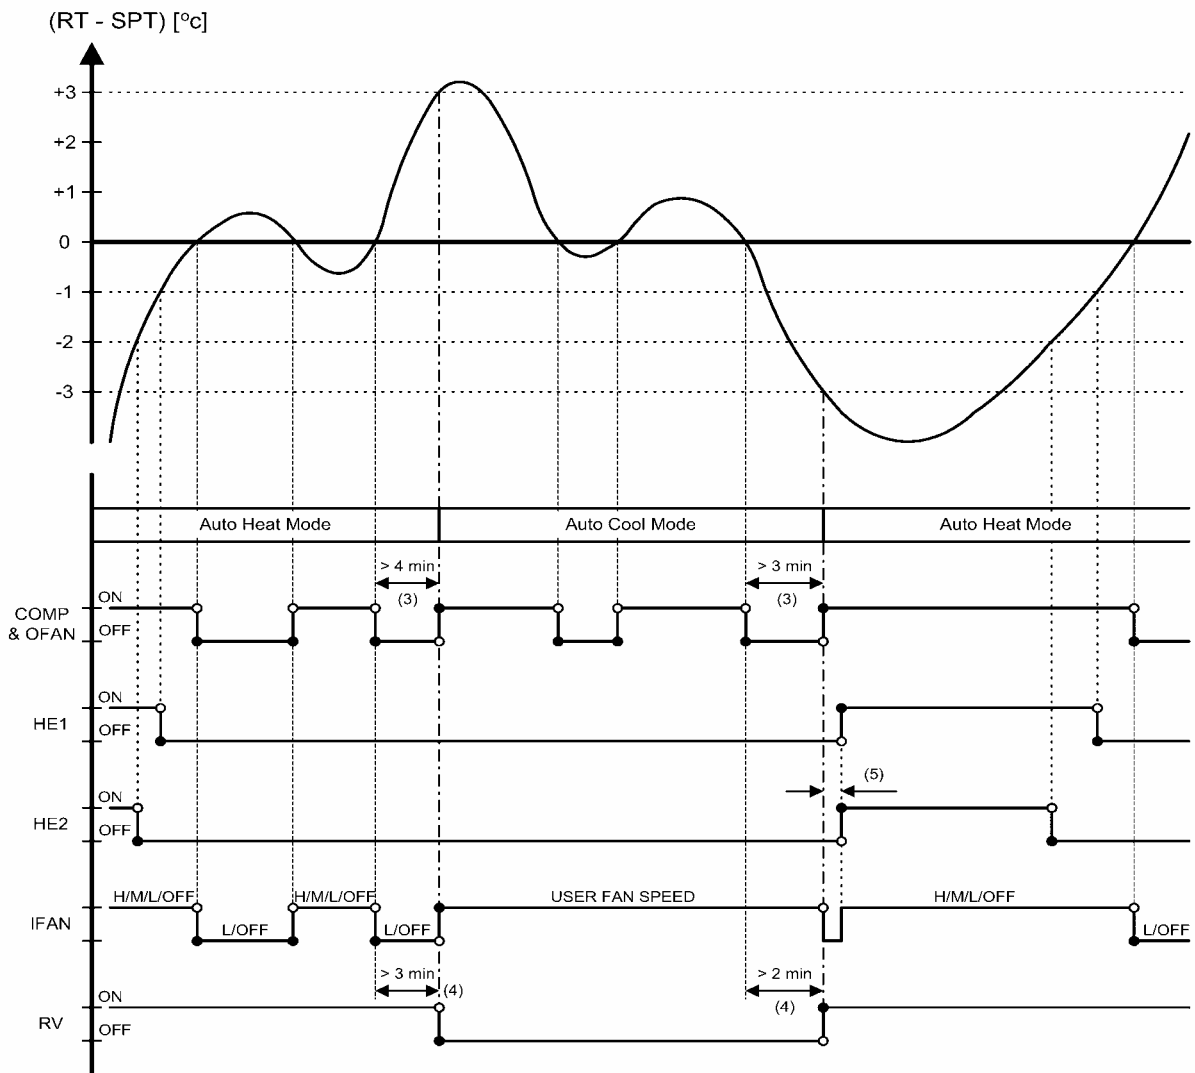 (RT - SPT) [°c]
+3
+2
+1
0
-1
-2
-3
Auto Heat Mode
Auto Cool Mode
Auto Heat Mode
> 4 min
> 3 min
(3)
(3)
COMP
& OFAN
ON
OFF
HE1
ON
OFF
(5)
HE2
ON
OFF
IFAN
H/M/L/OFF
L/OFF
H/M/L/OFF
L/OFF
USER FAN SPEED
H/M/L/OFF
L/OFF
> 3 min
(4)
> 2 min
(4)
RV
ON
OFF